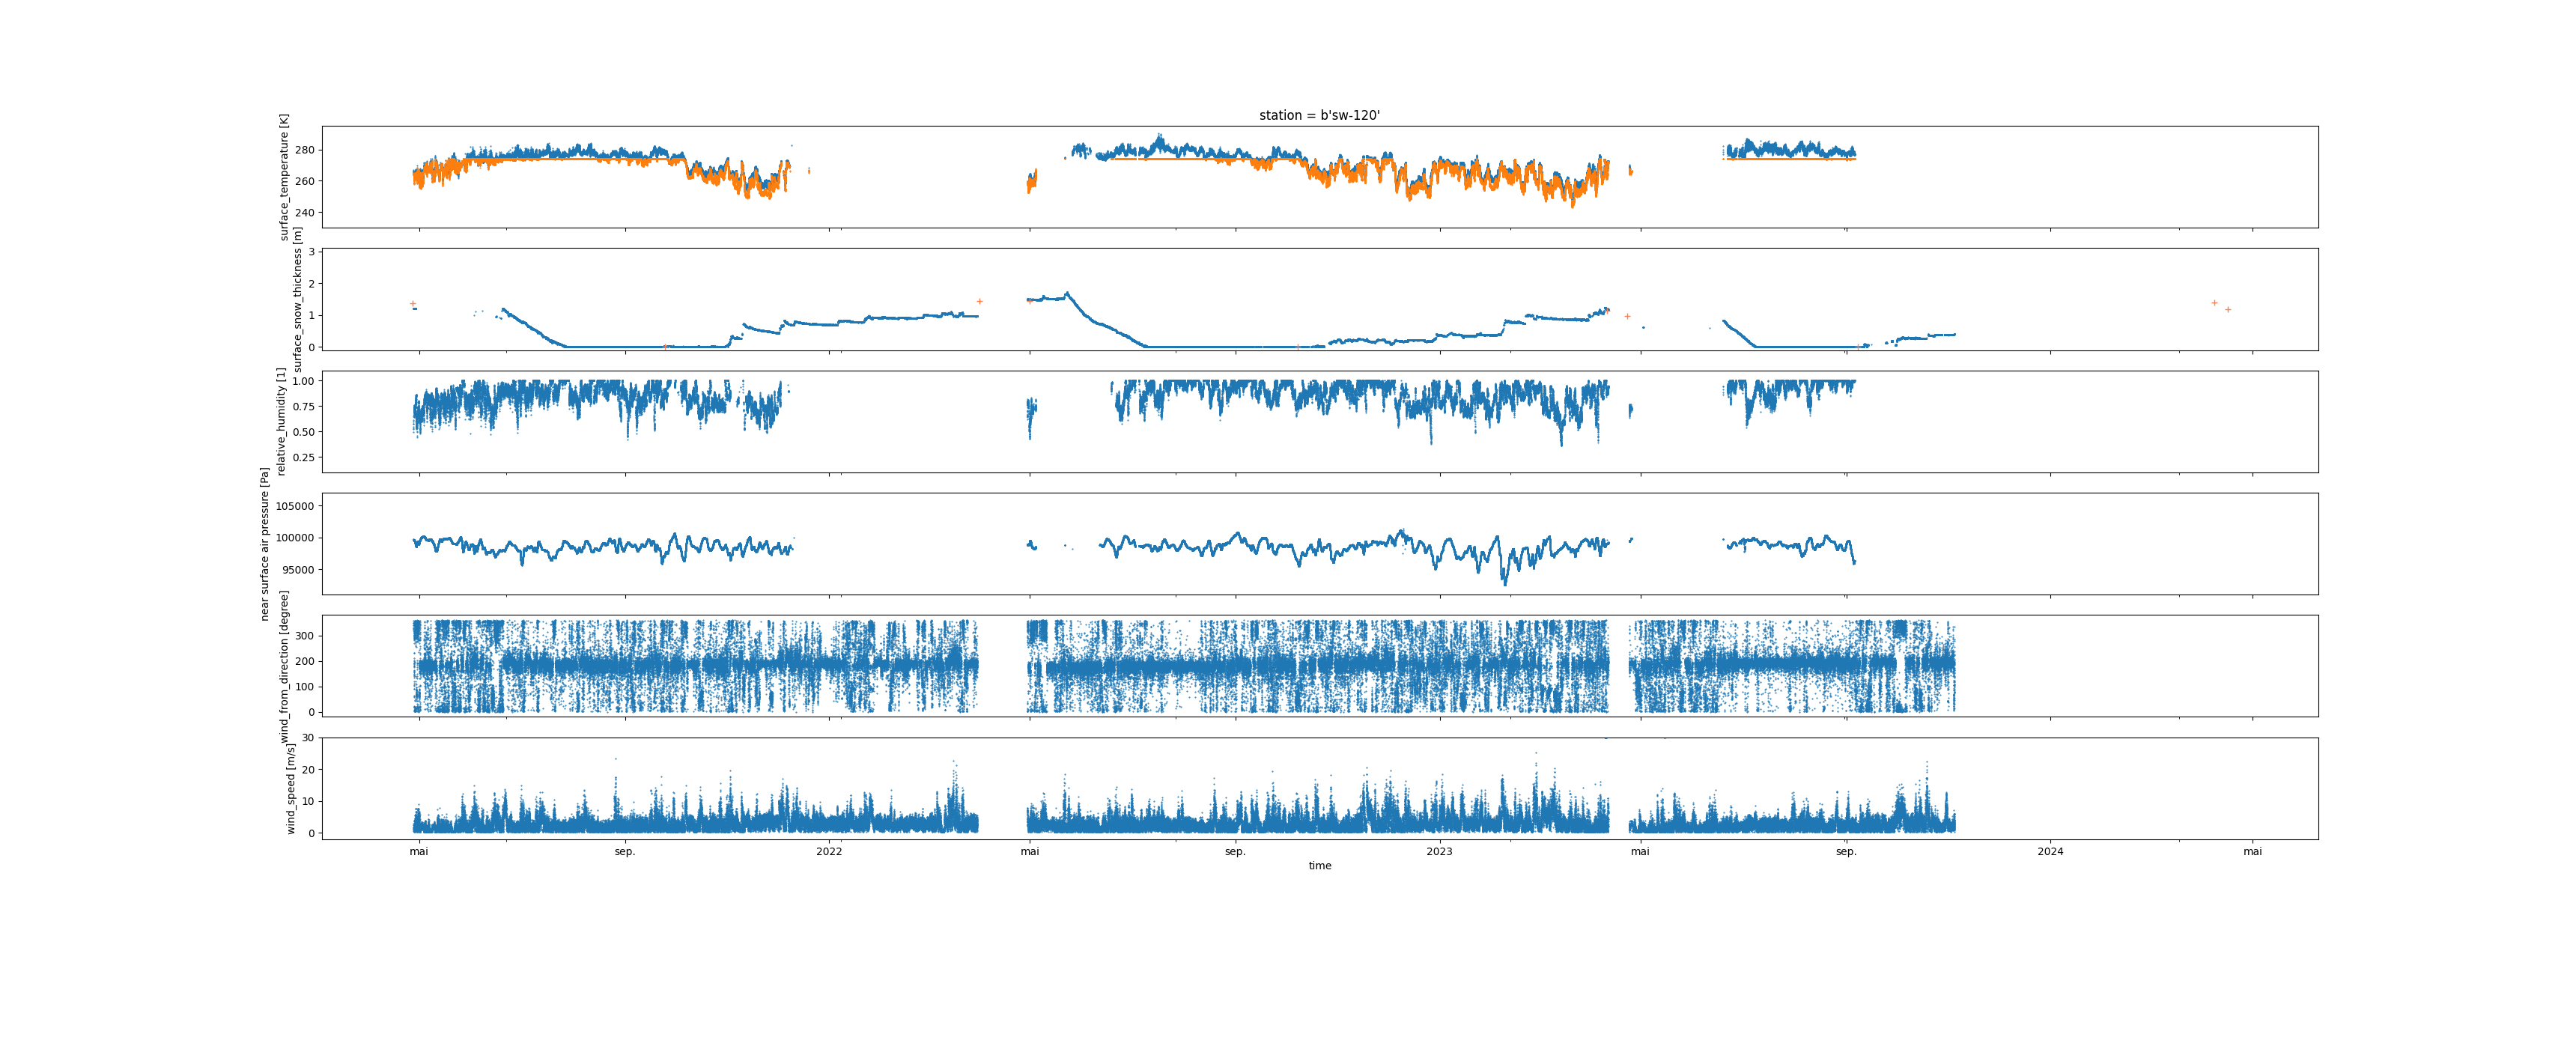 station = b'sw-120'
surface_temperature [K]
280
260
240
surface_snow_thickness [m]
3
2
1
0
relative_humidity [1]
1.00
0.75
0.50
0.25
near surface air pressure [Pa]
105000
100000
95000
wind_from_direction [degree]
300
200
100
0
wind_speed [m/s]
30
20
10
0
mai sep. 2022 mai sep. 2023 mai sep. 2024 mai
time